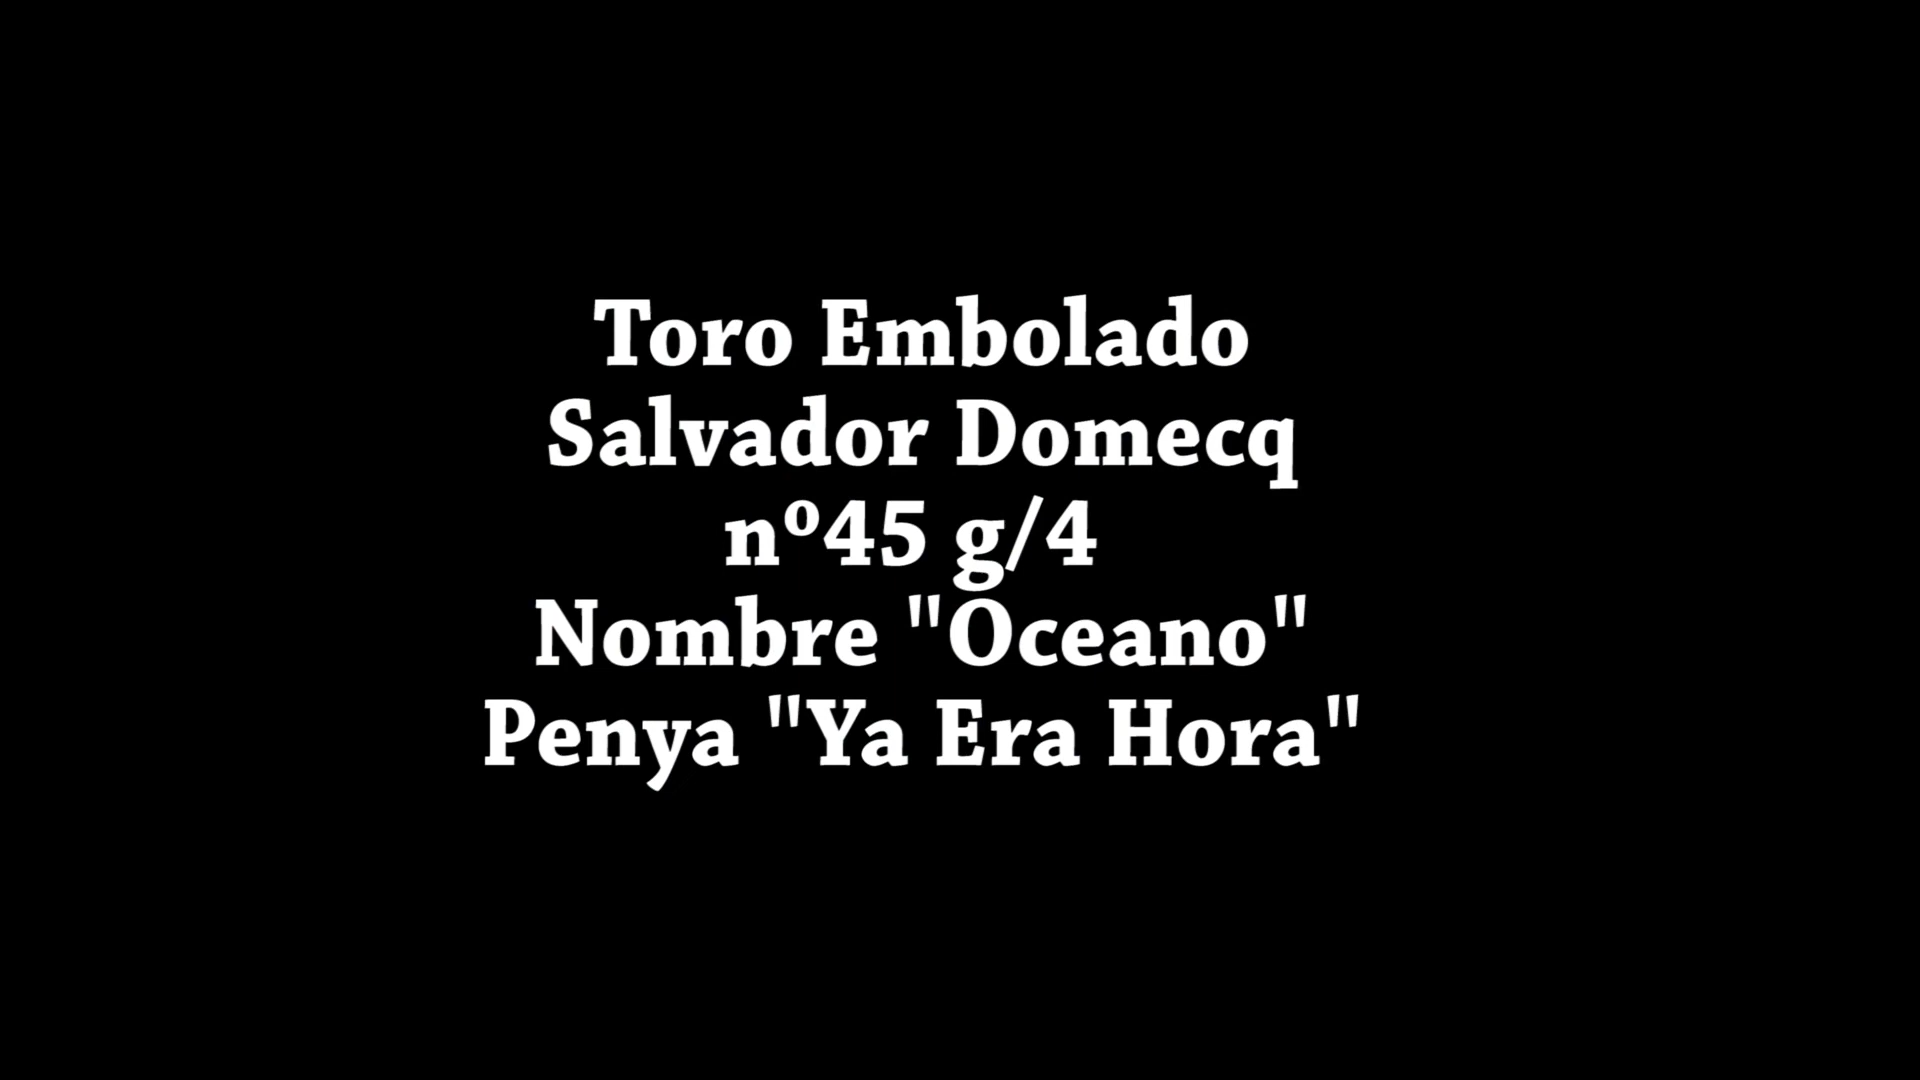 Toro Embolado
Salvador Domecq
nº45 g/4
Nombre "Oceano"
Penya "Ya Era Hora"